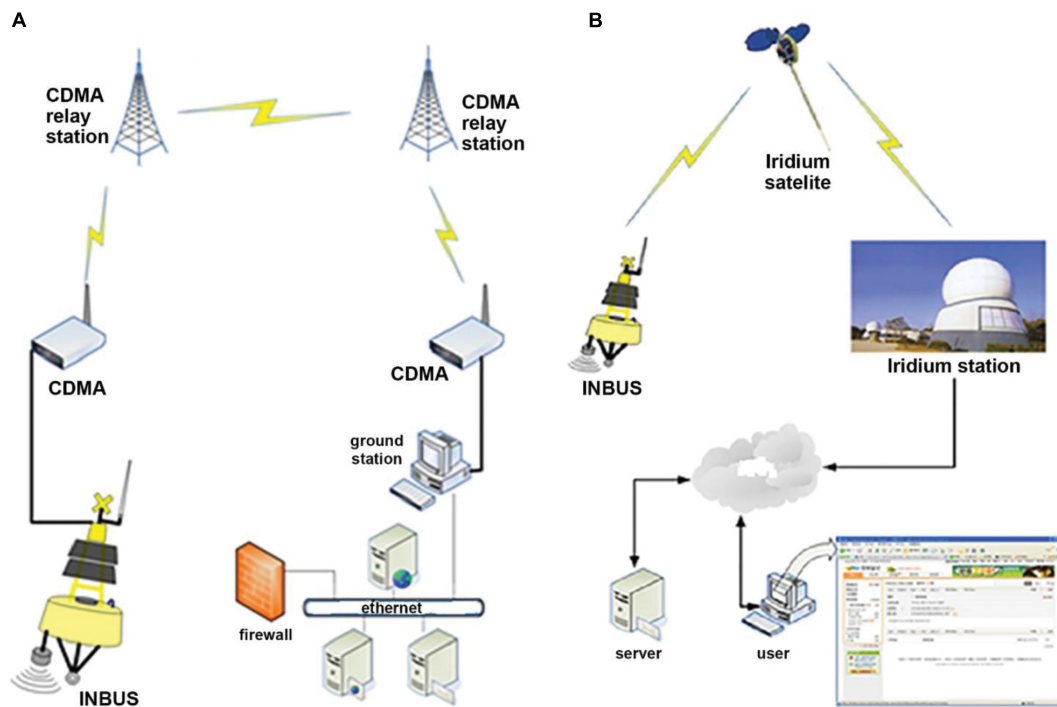 A
CDMA
relay
station
CDMA
relay
station
CDMA
CDMA
ground
station
ethernet
firewall
INBUS
B
Iridium
satelite
INBUS
Iridium station
server
user